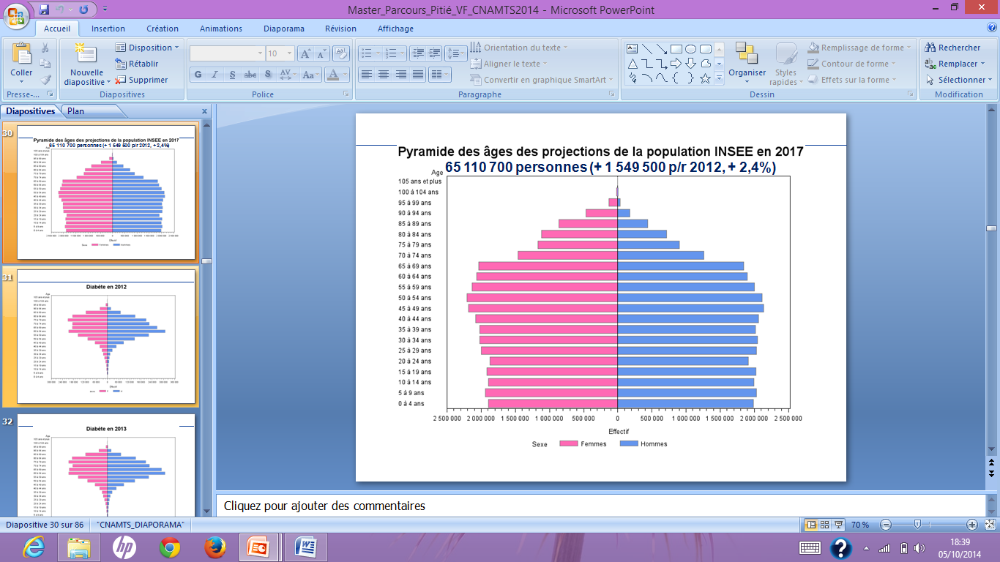 Master_Parcours_Pitié_VF_CNAMTS2014 - Microsoft PowerPoint
Accueil Insertion Création Animations Diaporama Révision Affichage
Coller
Presse-...
Nouvelle diapositive
Disposition
Rétablir
Supprimer
Diapositives
10
G I S abc S AV Aa A
Police
Orientation du texte
Aligner le texte
Convertir en graphique SmartArt
Paragraphe
Organiser
Styles rapides
Remplissage de forme
Contour de forme
Effets sur la forme
Dessin
Rechercher
Remplacer
Sélectionner
Modification
Diapositives Plan x
30
Pyramide des âges des projections de la population INSEE en 2017
65 110 700 personnes (+ 1 549 500 p/r 2012, + 2,4%)
31
Diabète en 2012
32
Diabète en 2013
Pyramide des âges des projections de la population INSEE en 2017
65 110 700 personnes (+ 1 549 500 p/r 2012, + 2,4%)
Age
105 ans et plus
100 à 104 ans
95 à 99 ans
90 à 94 ans
85 à 89 ans
80 à 84 ans
75 à 79 ans
70 à 74 ans
65 à 69 ans
60 à 64 ans
55 à 59 ans
50 à 54 ans
45 à 49 ans
40 à 44 ans
35 à 39 ans
30 à 34 ans
25 à 29 ans
20 à 24 ans
15 à 19 ans
10 à 14 ans
5 à 9 ans
0 à 4 ans
2 500 000 2 000 000 1 500 000 1 000 000 500 000 0 500 000 1 000 000 1 500 000 2 000 000 2 500 000
Effectif
Sexe Femmes Hommes
Cliquez pour ajouter des commentaires
Diapositive 30 sur 86 "CNAMTS_DIAPORAMA" 70 %
18:39
05/10/2014